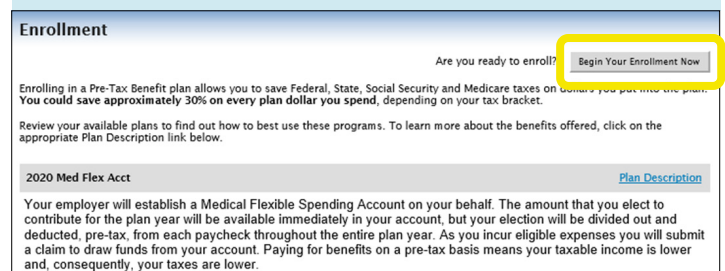 Enrollment
Are you ready to enroll? Begin Your Enrollment Now
Enrolling in a Pre-Tax Benefit plan allows you to save Federal, State, Social Security and Medicare taxes on dollars you put into the plan.
You could save approximately 30% on every plan dollar you spend, depending on your tax bracket.
Review your available plans to find out how to best use these programs. To learn more about the benefits offered, click on the
appropriate Plan Description link below.
2020 Med Flex Acct Plan Description
Your employer will establish a Medical Flexible Spending Account on your behalf. The amount that you elect to
contribute for the plan year will be available immediately in your account, but your election will be divided out and
deducted, pre-tax, from each paycheck throughout the entire plan year. As you incur eligible expenses you will submit
a claim to draw funds from your account. Paying for benefits on a pre-tax basis means your taxable income is lower
and, consequently, your taxes are lower.